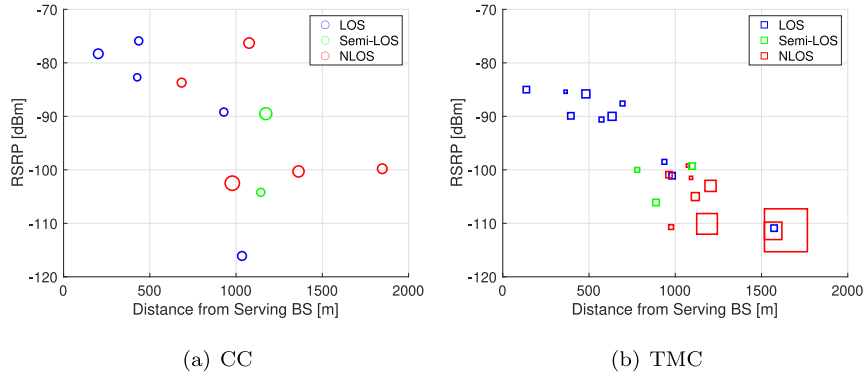 -70
-80
-90
-100
-110
-120
RSRP [dBm]
0
500
1000
1500
2000
Distance from Serving BS [m]
LOS
Semi-LOS
NLOS
(a) CC
-70
-80
-90
-100
-110
-120
RSRP [dBm]
0
500
1000
1500
2000
Distance from Serving BS [m]
LOS
Semi-LOS
NLOS
(b) TMC